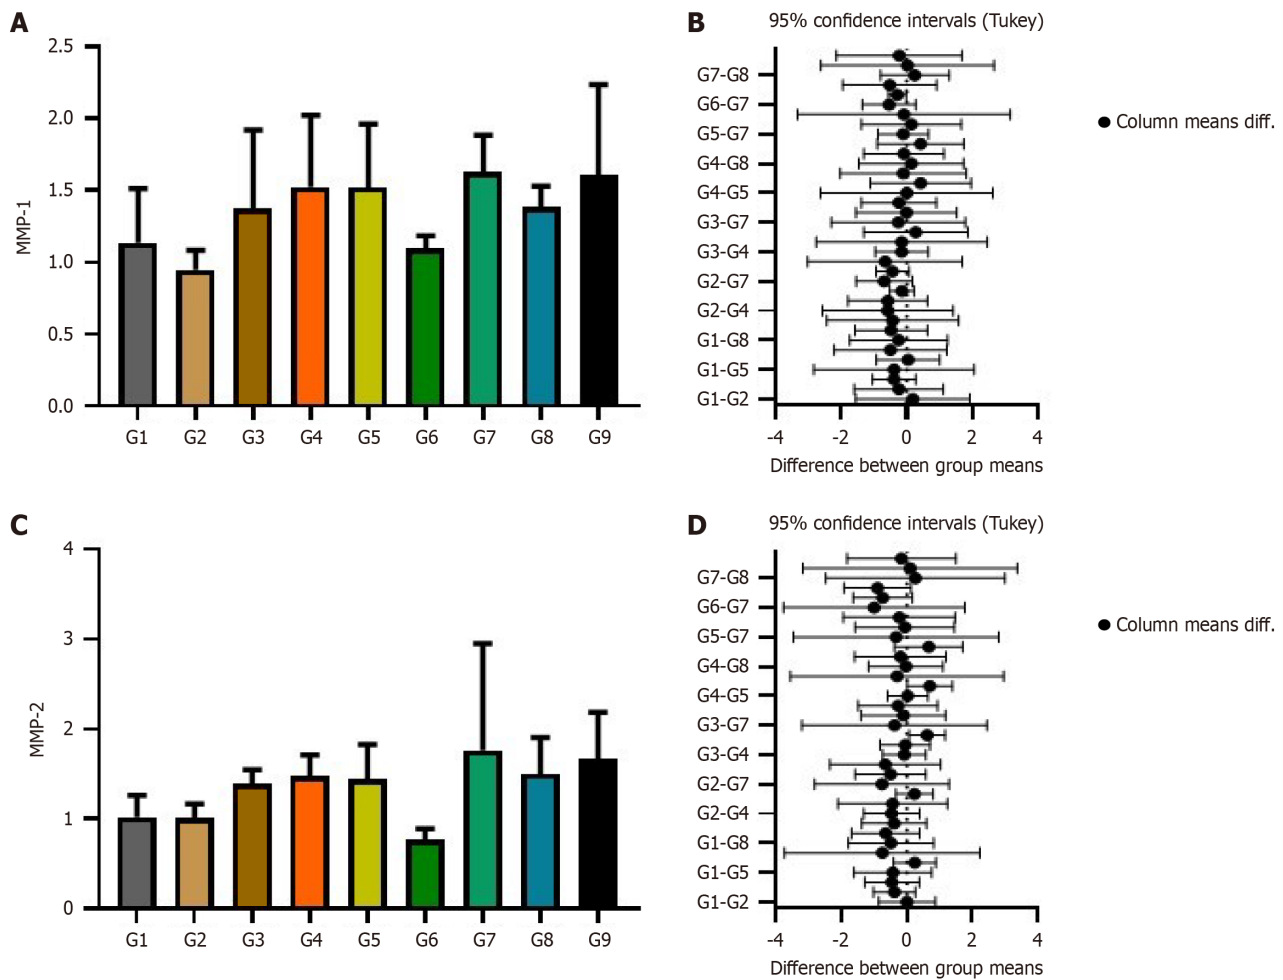 A
2.5
2.0
1.5
1.0
0.5
0.0
MMP-1
G1 G2 G3 G4 G5 G6 G7 G8 G9
B
95% confidence intervals (Tukey)
G7-G8
G6-G7
G5-G7
G4-G8
G4-G5
G3-G7
G3-G4
G2-G7
G2-G4
G1-G8
G1-G5
G1-G2
-4 -2 0 2 4
Difference between group means
Column means diff.
C
4
3
2
1
0
MMP-2
G1 G2 G3 G4 G5 G6 G7 G8 G9
D
95% confidence intervals (Tukey)
G7-G8
G6-G7
G5-G7
G4-G8
G4-G5
G3-G7
G3-G4
G2-G7
G2-G4
G1-G8
G1-G5
G1-G2
-4 -2 0 2 4
Difference between group means
Column means diff.